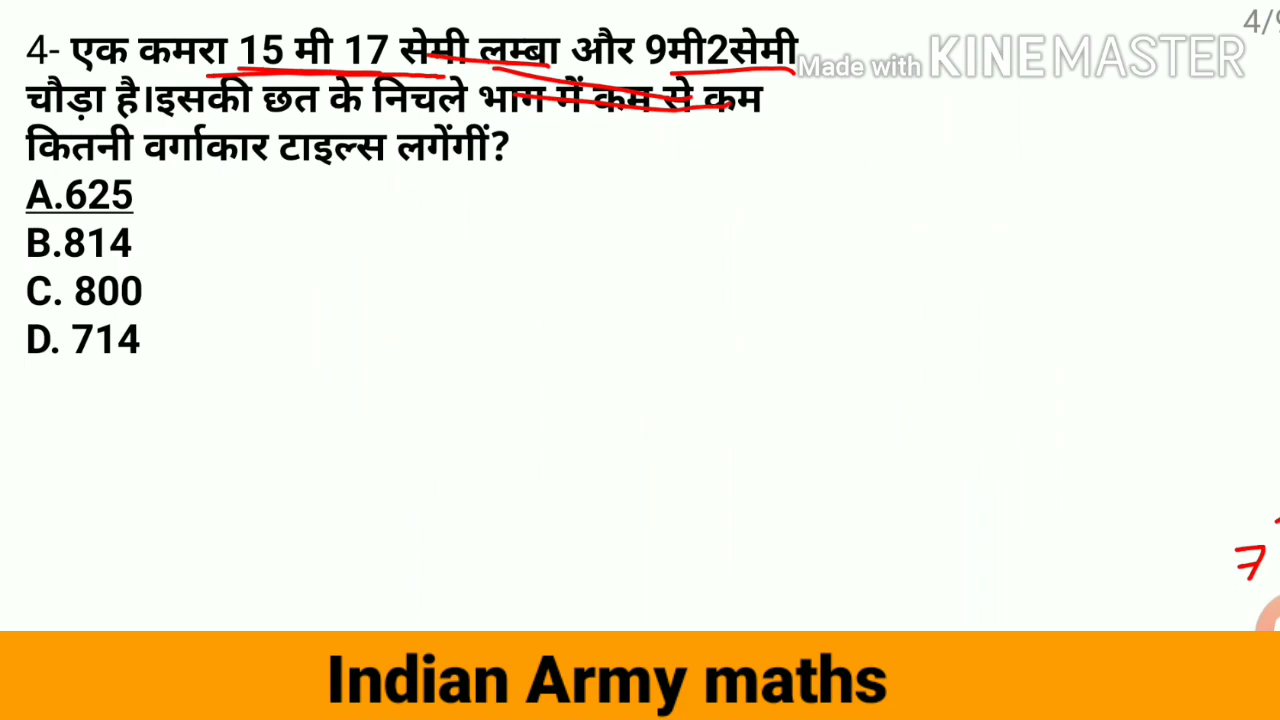 4/9
4- एक कमरा 15 मी 17 सेमी लम्बा और 9मी2सेमी
Made with KINEMASTER
चौड़ा है।इसकी छत के निचले भाग में कम से कम
कितनी वर्गाकार टाइल्स लगेंगीं?
A.625
B.814
C. 800
D. 714
Indian Army maths